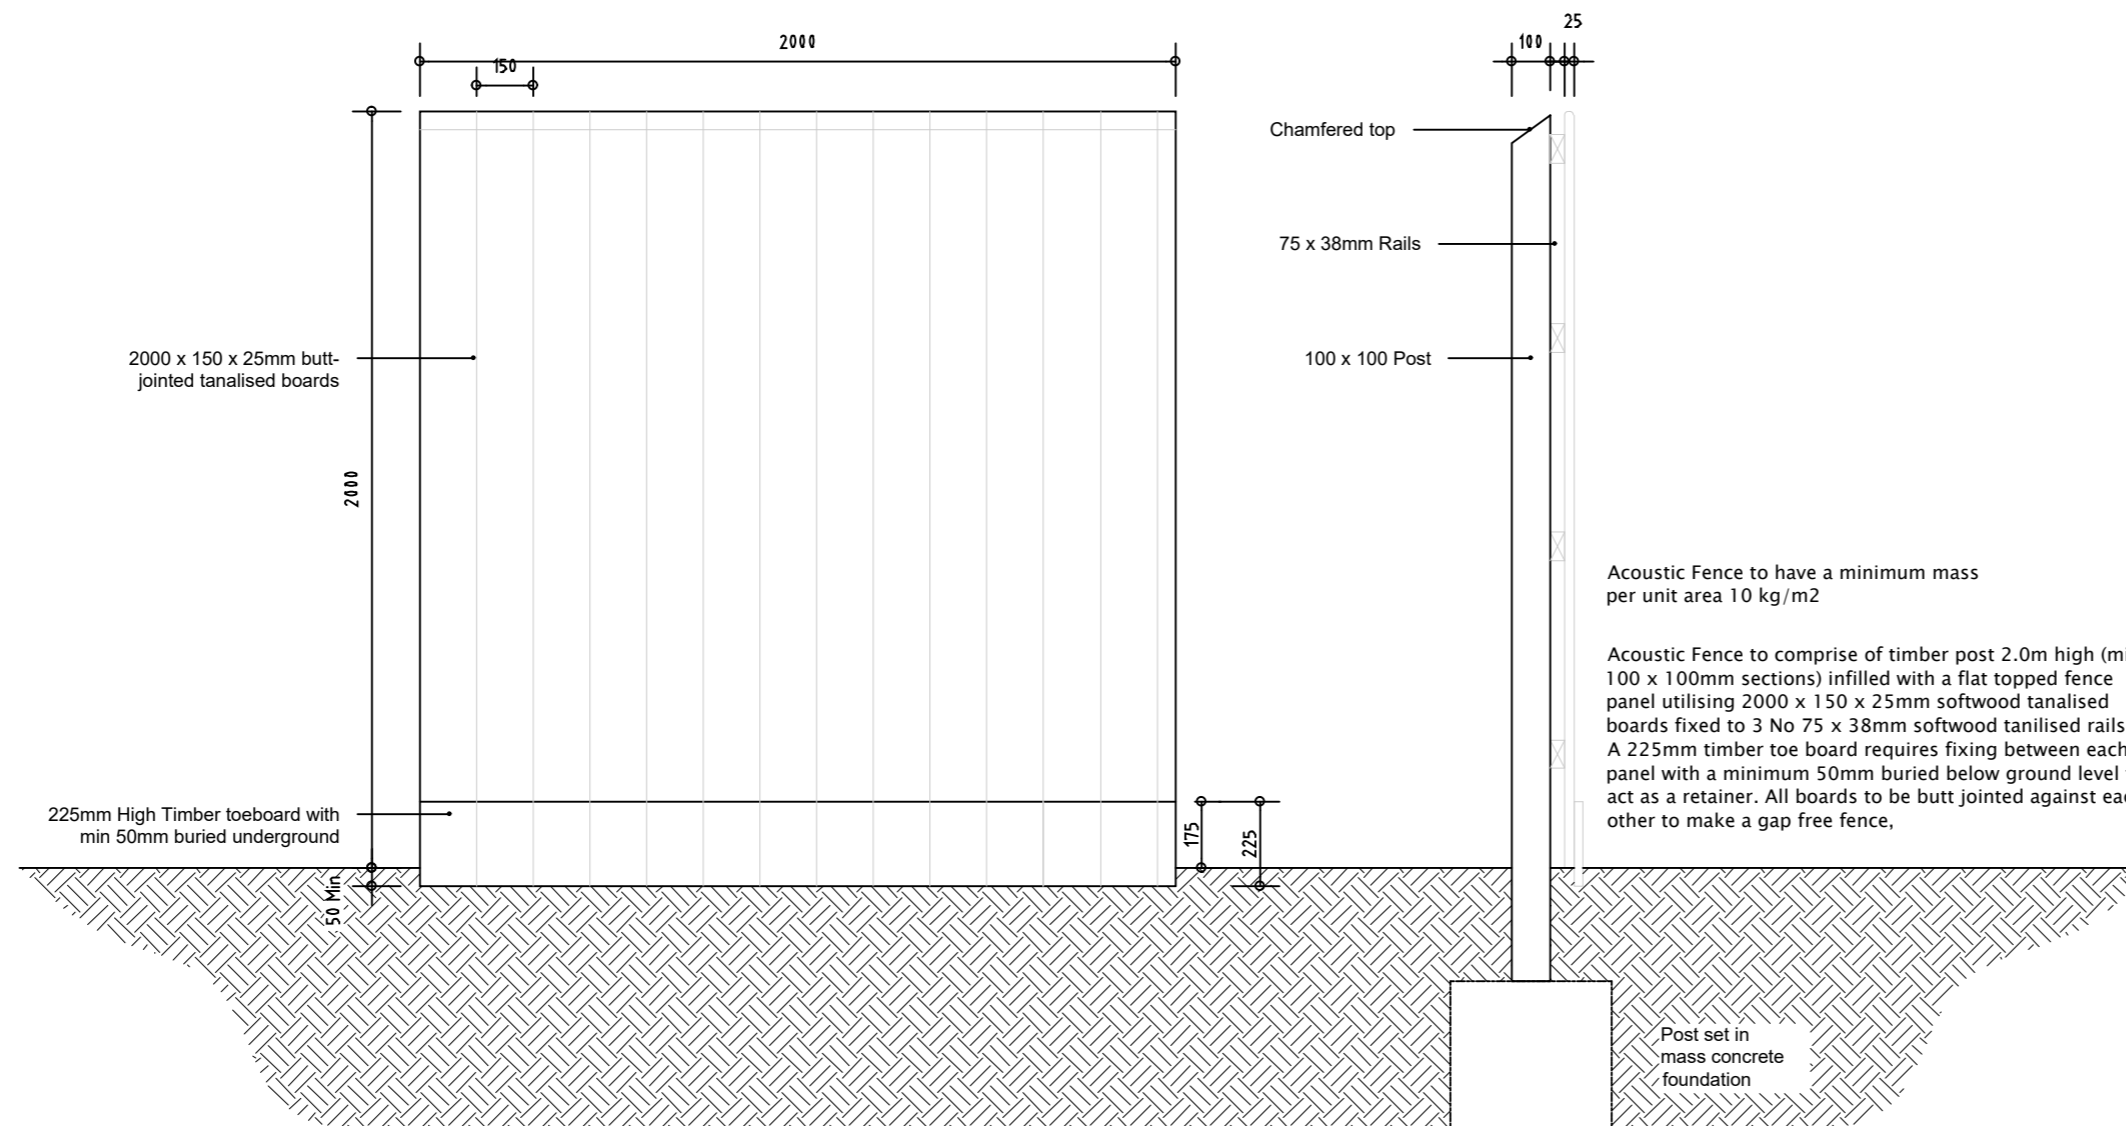 2000
150
25
100
Chamfered top
75 x 38mm Rails
2000 x 150 x 25mm butt-
jointed tanalised boards
100 x 100 Post
2000
Acoustic Fence to have a minimum mass
per unit area 10 kg/m2
Acoustic Fence to comprise of timber post 2.0m high
100 x 100mm sections) infilled with a flat topped fence
panel utilising 2000 x 150 x 25mm softwood tanalised
boards fixed to 3 No 75 x 38mm softwood tanilised rails
A 225mm timber toe board requires fixing between each
panel with a minimum 50mm buried below ground level
act as a retainer. All boards to be butt jointed against
other to make a gap free fence,
225mm High Timber toeboard with
min 50mm buried underground
175
225
50 Min
Post set in
mass concrete
foundation